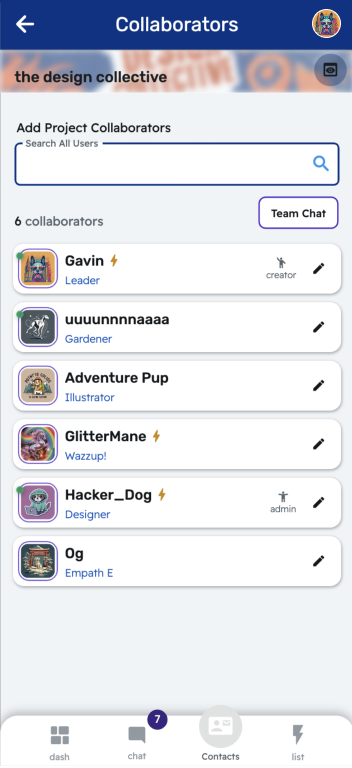 Collaborators
the design collective
Add Project Collaborators
Search All Users
6 collaborators
Team Chat
Gavin
Leader
creator
uuuunnnnaaaa
Gardener
Adventure Pup
Illustrator
GlitterMane
Wazzup!
Hacker_Dog
Designer
admin
Og
Empath E
7
dash
chat
Contacts
list